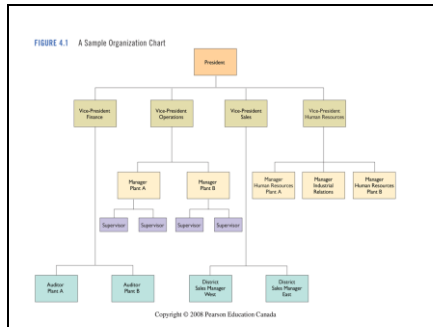 FIGURE 4.1 A Sample Organization Chart
President
Vice-President
Finance
Vice-President
Operations
Vice-President
Sales
Vice-President
Human Resources
Manager
Plant A
Manager
Plant B
Manager
Human Resources
Plant A
Manager
Industrial
Relations
Manager
Human Resources
Plant B
Supervisor
Supervisor
Supervisor
Supervisor
Auditor
Plant A
Auditor
Plant B
District
Sales Manager
West
District
Sales Manager
East
Copyright © 2008 Pearson Education Canada